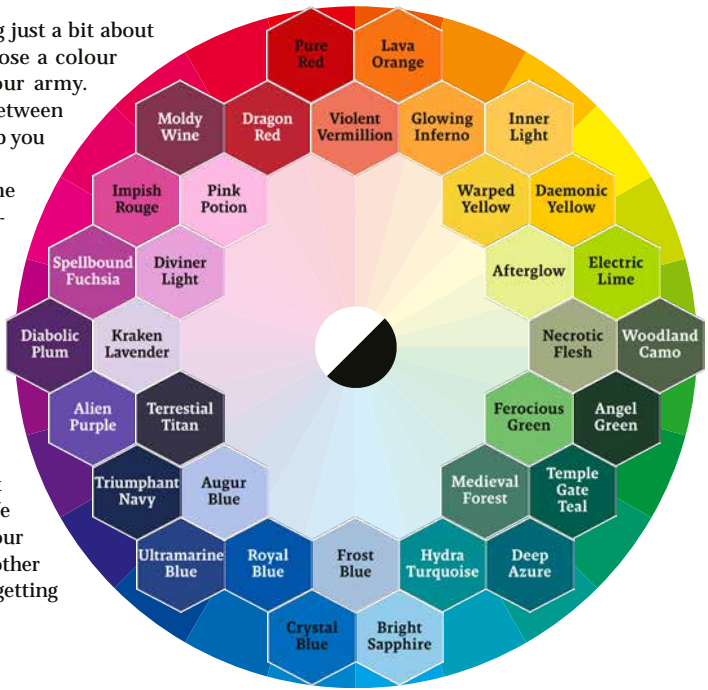 g just a bit about
ose a colour
our army.
etween
p you
-
t
e
our
other
getting
Pure
Red
Lava
Orange
Moldy
Wine
Dragon
Red
Violent
Vermillion
Glowing
Inferno
Inner
Light
Impish
Rouge
Pink
Potion
Warped
Yellow
Daemonic
Yellow
Spellbound
Fuchsia
Diviner
Light
Afterglow
Electric
Lime
Diabolic
Plum
Kraken
Lavender
Necrotic
Flesh
Woodland
Camo
Alien
Purple
Terrestial
Titan
Ferocious
Green
Angel
Green
Triumphant
Navy
Augur
Blue
Medieval
Forest
Temple
Gate
Teal
Ultramarine
Blue
Royal
Blue
Frost
Blue
Hydra
Turquoise
Deep
Azure
Crystal
Blue
Bright
Sapphire